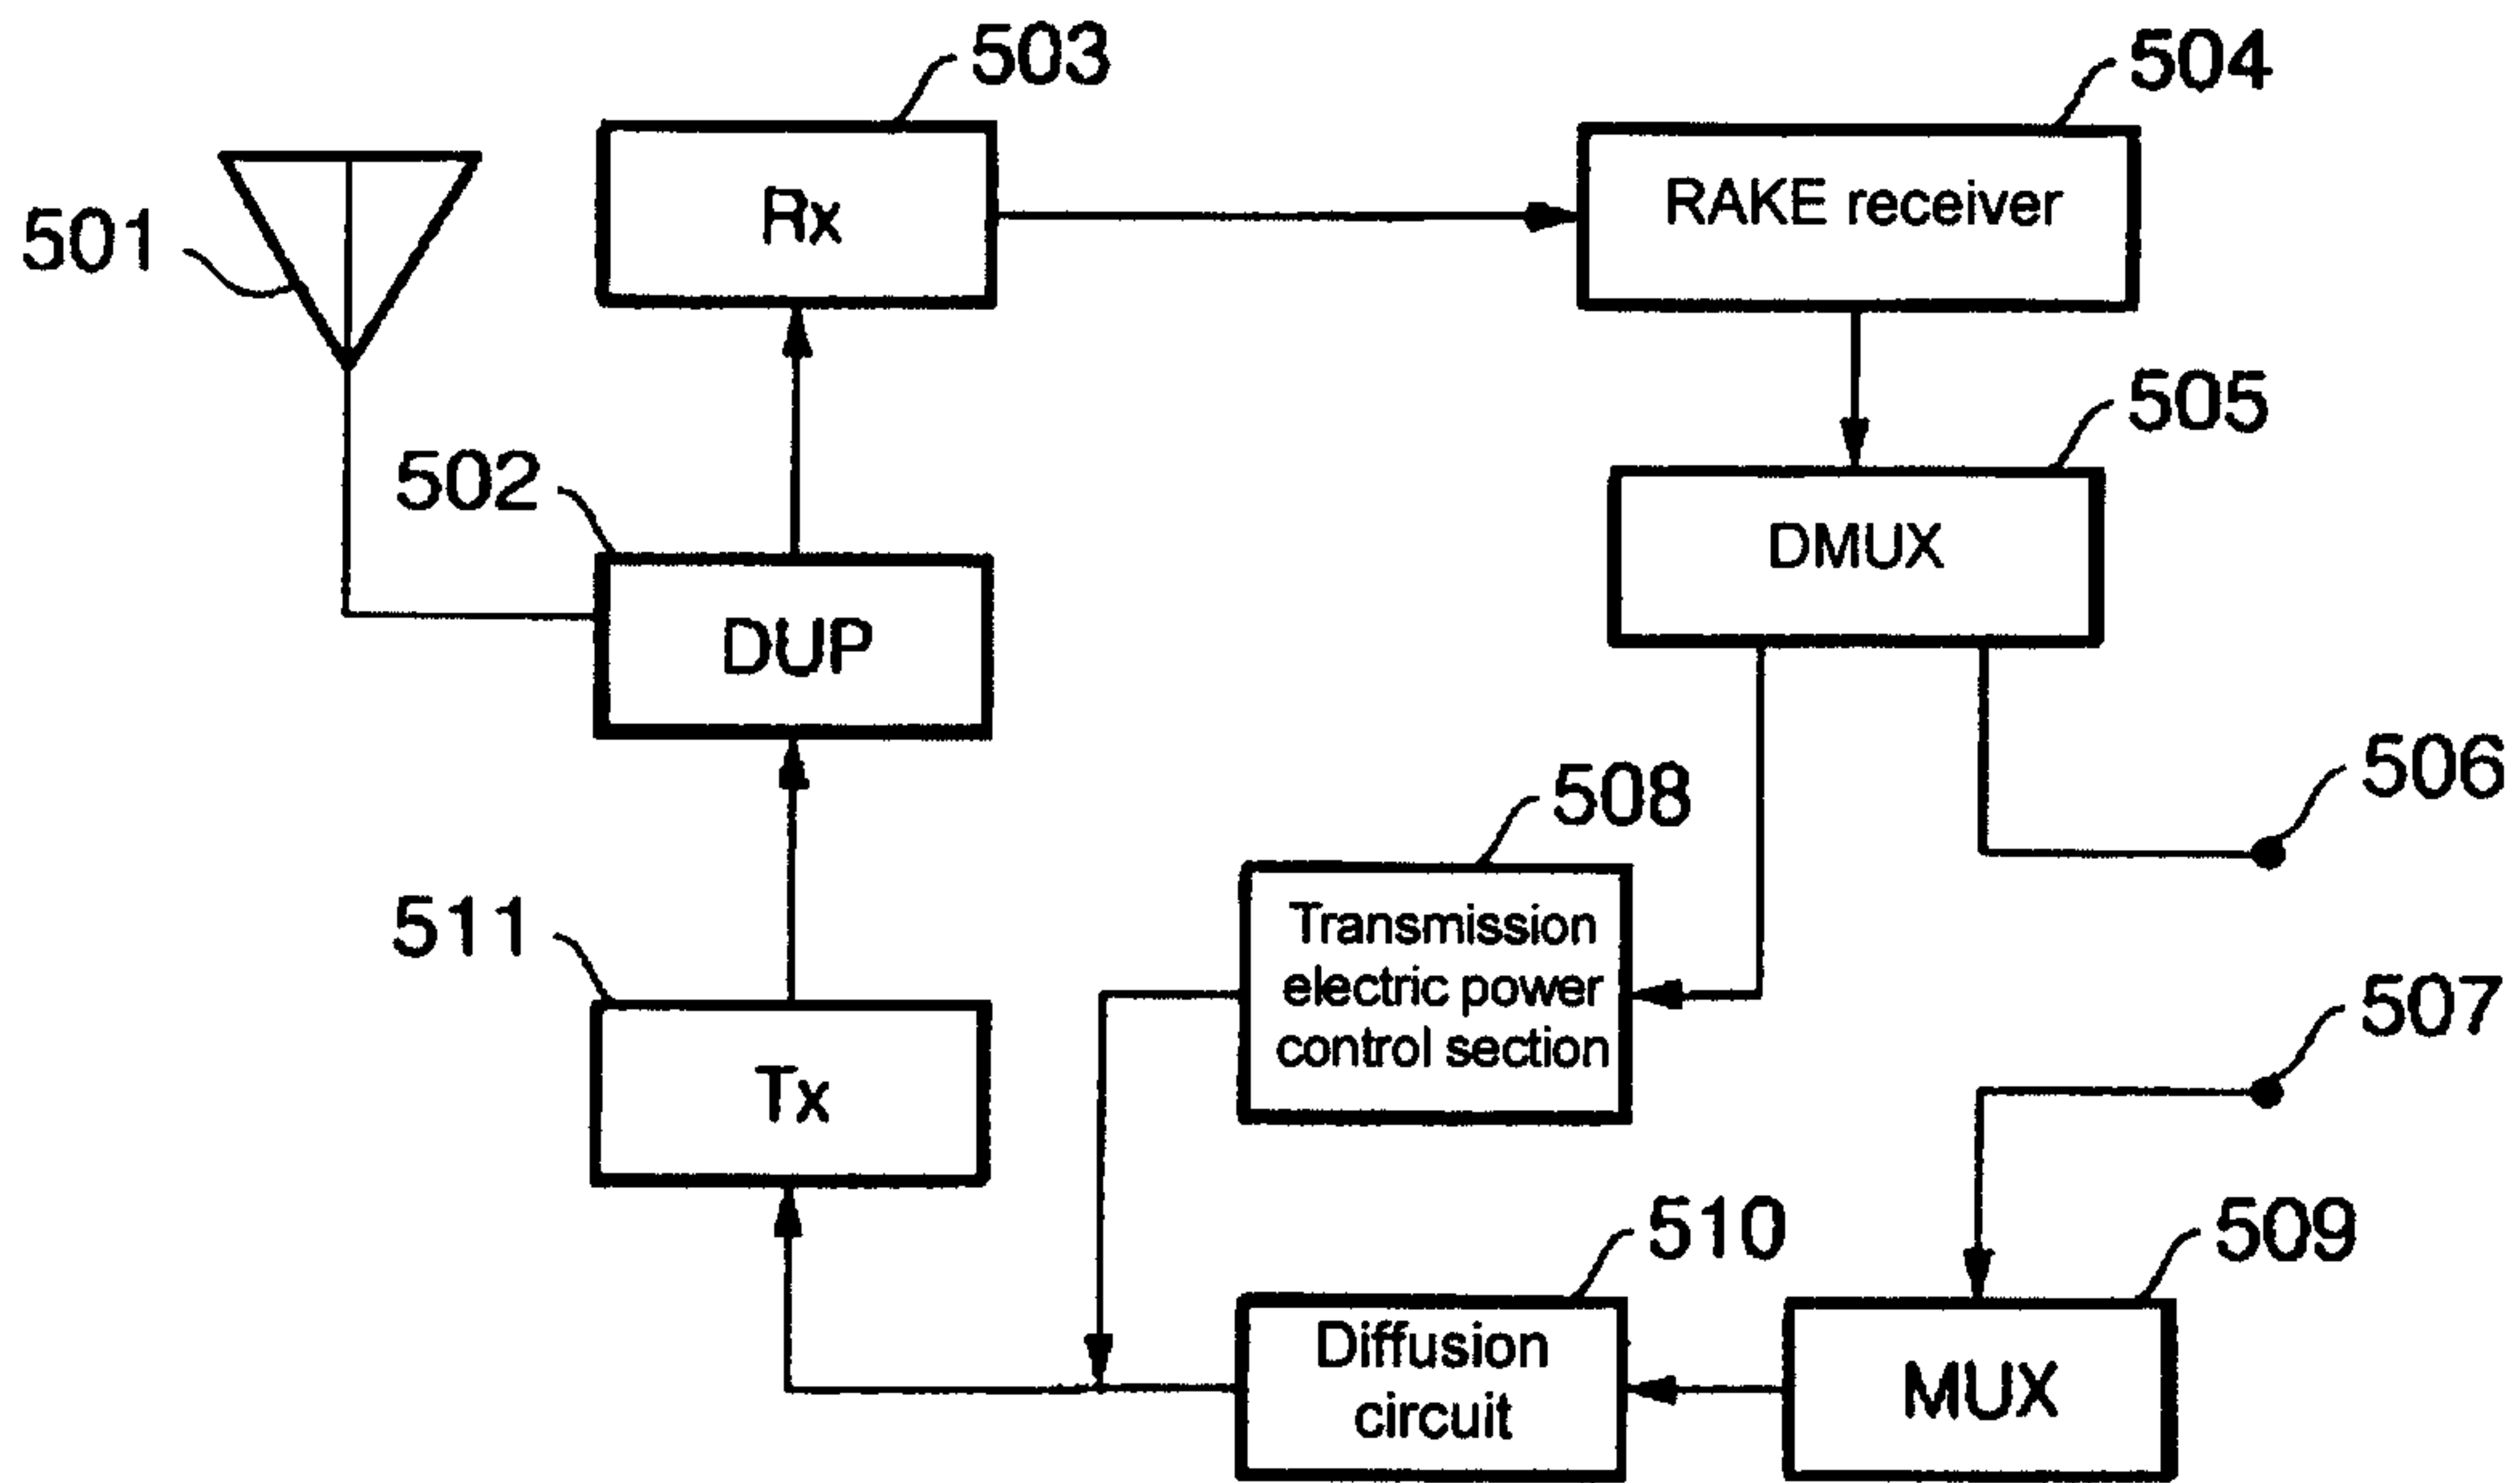 503
504
501
Rx
RAKE receiver
505
502
DMUX
DUP
506
508
511
Transmission
electric power
control section
507
Tx
510
509
Diffusion
circuit
MUX